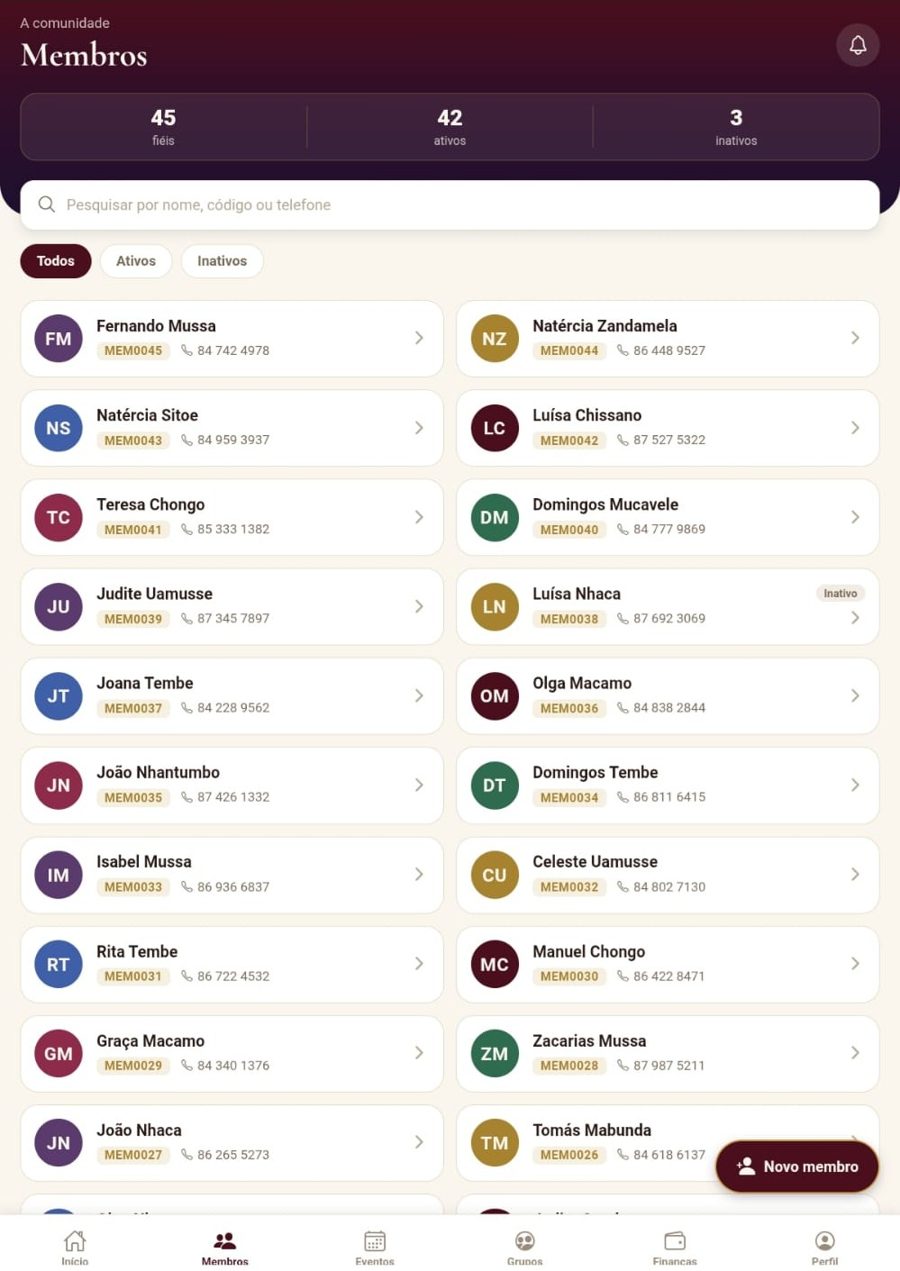 A comunidade
Membros
45
fiéis
42
ativos
3
inativos
Pesquisar por nome, código ou telefone
Todos
Ativos
Inativos
FM
Fernando Mussa
MEM0045
84 742 4978
NZ
Natércia Zandamela
MEM0044
86 448 9527
NS
Natércia Sitoe
MEM0043
84 959 3937
LC
Luísa Chissano
MEM0042
87 527 5322
TC
Teresa Chongo
MEM0041
85 333 1382
DM
Domingos Mucavele
MEM0040
84 777 9869
JU
Judite Uamusse
MEM0039
87 345 7897
LN
Luísa Nhaca
Inativo
MEM0038
87 692 3069
JT
Joana Tembe
MEM0037
84 228 9562
OM
Olga Macamo
MEM0036
84 838 2844
JN
João Nhantumbo
MEM0035
87 426 1332
DT
Domingos Tembe
MEM0034
86 811 6415
IM
Isabel Mussa
MEM0033
86 936 6837
CU
Celeste Uamusse
MEM0032
84 802 7130
RT
Rita Tembe
MEM0031
86 722 4532
MC
Manuel Chongo
MEM0030
86 422 8471
GM
Graça Macamo
MEM0029
84 340 1376
ZM
Zacarias Mussa
MEM0028
87 987 5211
JN
João Nhaca
MEM0027
86 265 5273
TM
Tomás Mabunda
MEM0026
84 618 6137
Novo membro
Início
Membros
Eventos
Grupos
Finanças
Perfil